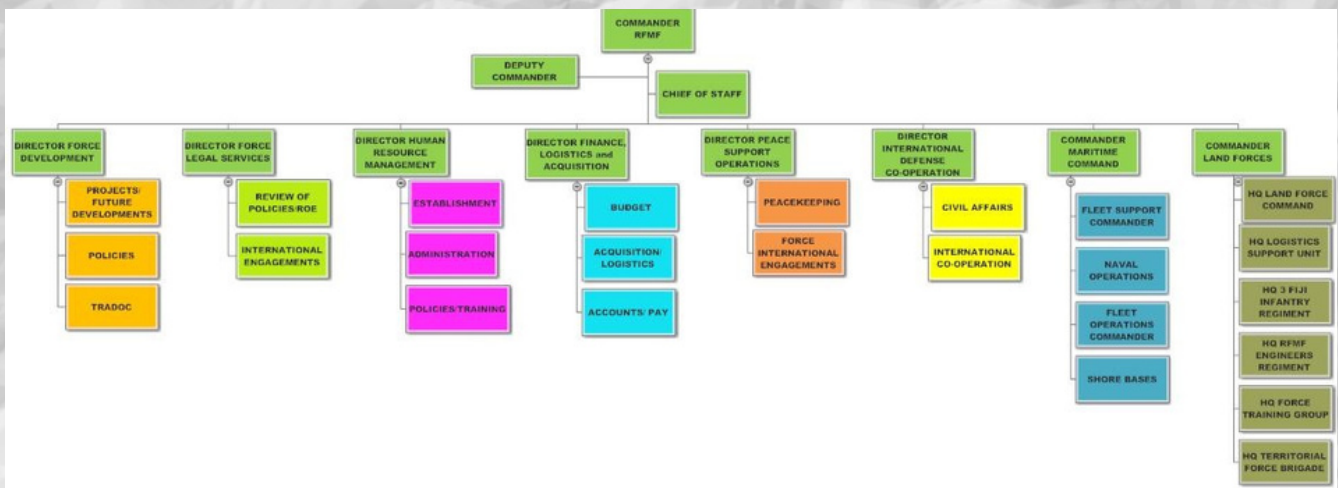 COMMANDER
RFMF
DEPUTY
COMMANDER
CHIEF OF STAFF
DIRECTOR FORCE
DEVELOPMENT
PROJECTS/
FUTURE
DEVELOPMENTS
POLICIES
TRADOC
DIRECTOR FORCE
LEGAL SERVICES
REVIEW OF
POLICIES/ROE
INTERNATIONAL
ENGAGEMENTS
DIRECTOR HUMAN
RESOURCE
MANAGEMENT
ESTABLISHMENT
ADMINISTRATION
POLICIES/TRAINING
DIRECTOR FINANCE,
LOGISTICS and
ACQUISITION
BUDGET
ACQUISITION/
LOGISTICS
ACCOUNTS/ PAY
DIRECTOR PEACE
SUPPORT
OPERATIONS
PEACEKEEPING
FORCE
INTERNATIONAL
ENGAGEMENTS
DIRECTOR
INTERNATIONAL
DEFENSE
CO-OPERATION
CIVIL AFFAIRS
INTERNATIONAL
CO-OPERATION
COMMANDER
MARITIME
COMMAND
FLEET SUPPORT
COMMANDER
NAVAL
OPERATIONS
FLEET
OPERATIONS
COMMANDER
SHORE BASES
COMMANDER
LAND FORCES
HQ LAND FORCE
COMMAND
HQ LOGISTICS
SUPPORT UNIT
HQ 3 FIJI
INFANTRY
REGIMENT
HQ RFMF
ENGINEERS
REGIMENT
HQ FORCE
TRAINING GROUP
HQ TERRITORIAL
FORCE BRIGADE